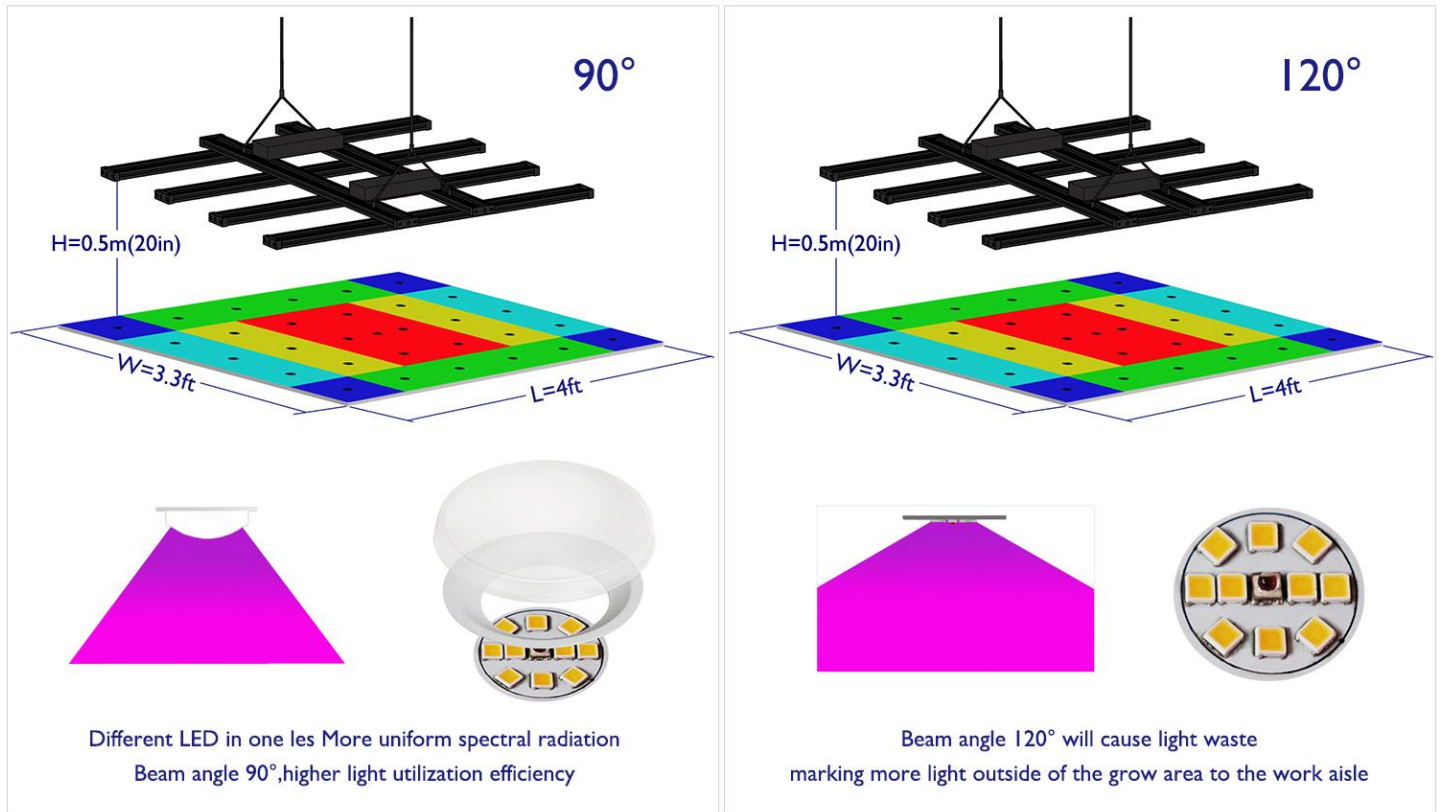 90°
H=0.5m(20in)
W=3.3ft
L=4ft
Different LED in one les More uniform spectral radiation
Beam angle 90°,higher light utilization efficiency
120°
H=0.5m(20in)
W=3.3ft
L=4ft
Beam angle 120° will cause light waste
marking more light outside of the grow area to the work aisle